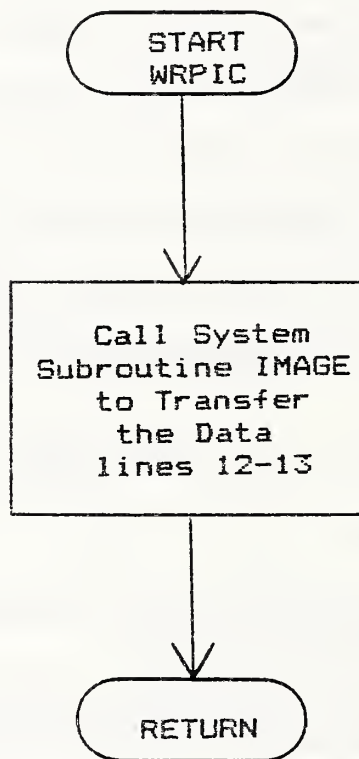 START
WRPIC
Call System
Subroutine IMAGE
to Transfer
the Data
lines 12-13
RETURN